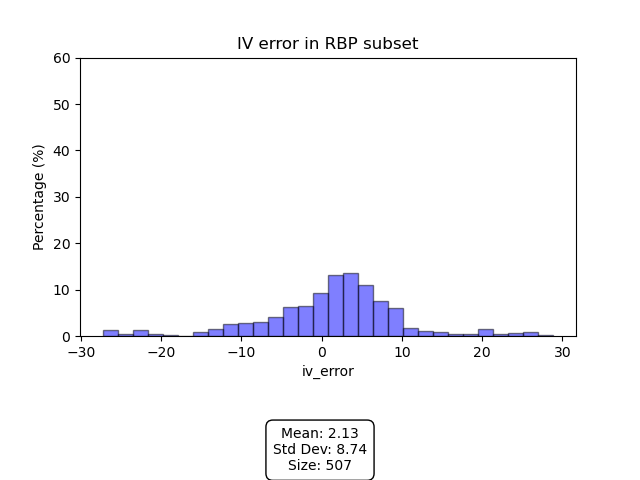 IV error in RBP subset
60
50
40
30
20
10
0
Percentage (%)
−30 −20 −10 0 10 20 30
iv_error
Mean: 2.13
Std Dev: 8.74
Size: 507